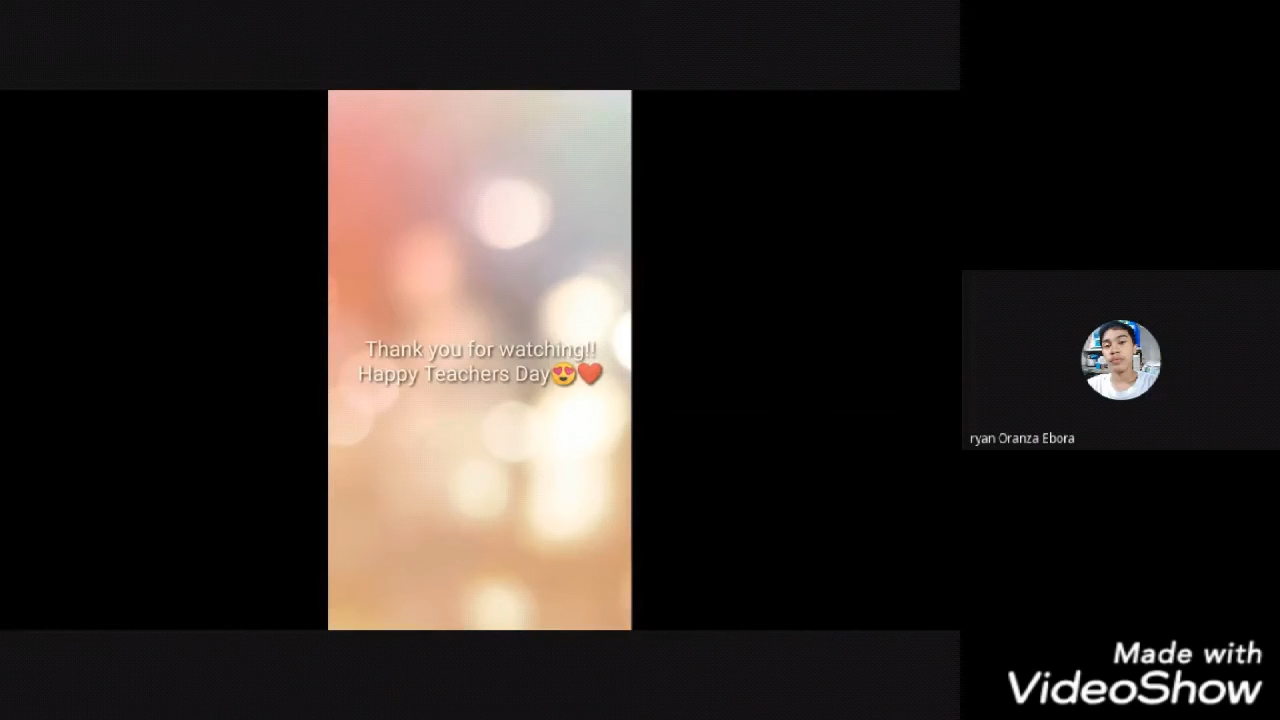 Thank you for watching!!
Happy Teachers Day😍❤️
ryan Oranza Ebora
Made with
VideoShow